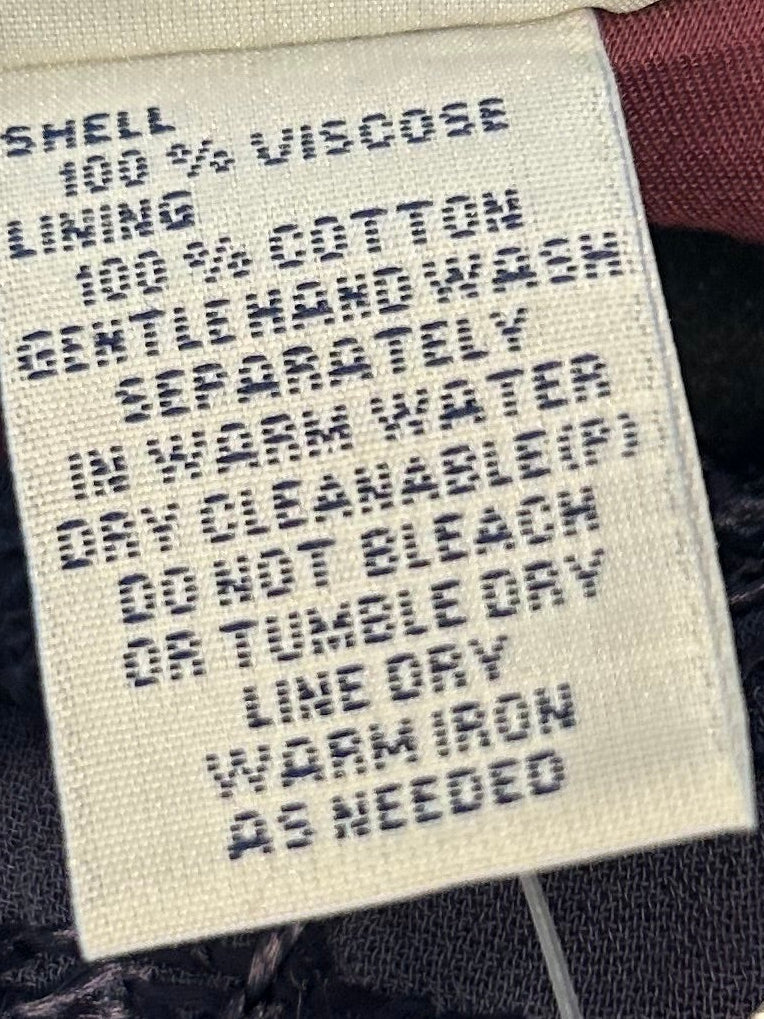 SHELL
100 % VISCOSE
LINING
100 % COTTON
GENTLE HAND WASH
SEPARATELY
IN WARM WATER
DRY CLEANABLE(P)
DO NOT BLEACH
OR TUMBLE DRY
LINE DRY
WARM IRON
AS NEEDED